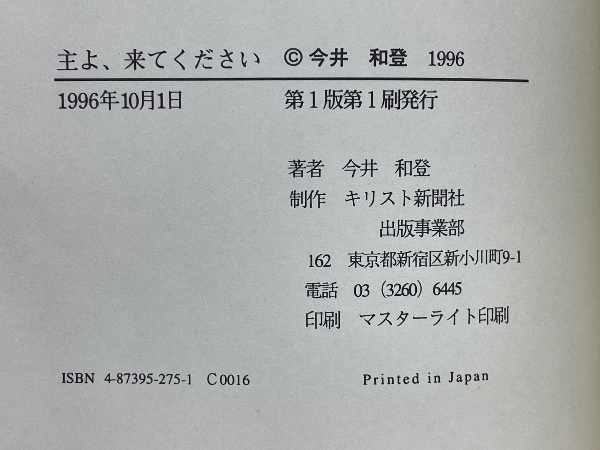 主よ、来てください ©今井 和登 1996
1996年10月1日 第1版第1刷発行
著者 今井 和登
制作 キリスト新聞社
出版事業部
162 東京都新宿区新小川町9-1
電話 03 (3260) 6445
印刷 マスターライト印刷
ISBN 4-87395-275-1 C0016 Printed in Japan